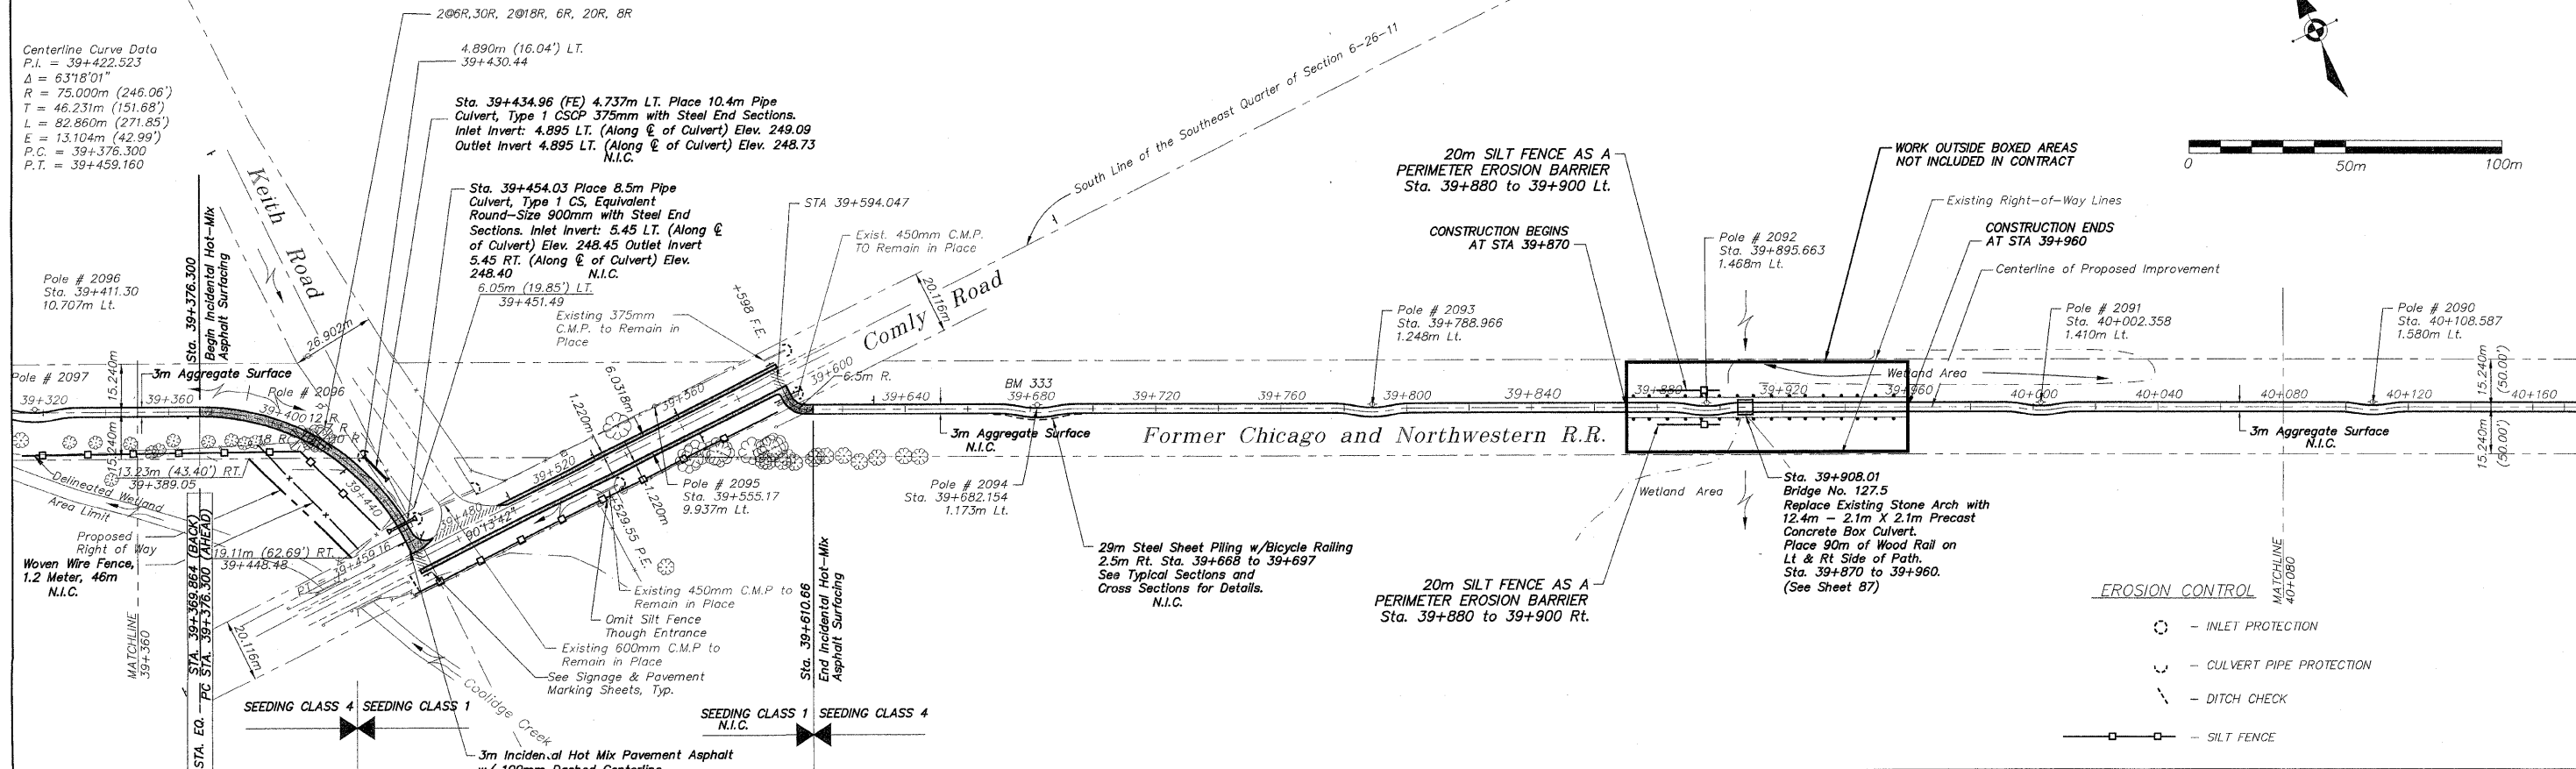 2@6R,30R, 2@18R, 6R, 20R, 8R
Centerline Curve Data
P.I. = 39+422.523
Δ = 63°18'01"
R = 75.000m (246.06')
T = 46.231m (151.68')
L = 82.860m (271.85')
E = 13.104m (42.99')
P.C. = 39+376.300
P.T. = 39+459.160
4.890m (16.04') LT.
39+430.44
Sta. 39+434.96 (FE) 4.737m LT. Place 10.4m Pipe
Culvert, Type 1 CSCP 375mm with Steel End Sections.
Inlet Invert: 4.895 LT. (Along ℄ of Culvert) Elev. 249.09
Outlet Invert 4.895 LT. (Along ℄ of Culvert) Elev. 248.73
N.I.C.
Sta. 39+454.03 Place 8.5m Pipe
Culvert, Type 1 CS, Equivalent
Round-Size 900mm with Steel End
Sections. Inlet Invert: 5.45 LT. (Along ℄
of Culvert) Elev. 248.45 Outlet Invert
5.45 RT. (Along ℄ of Culvert) Elev.
248.40 N.I.C.
6.05m (19.85') LT.
39+451.49
Existing 375mm
C.M.P. to Remain in
Place
Keith Road
26.902m
Sta. 39+376.300
Begin Incidental Hot-Mix
Asphalt Surfacing
Pole # 2096
Sta. 39+411.30
10.707m Lt.
STA 39+594.047
Exist. 450mm C.M.P.
TO Remain in Place
+598 F.E.
20.116m
Comly Road
South Line of the Southeast Quarter of Section 6-26-11
20m SILT FENCE AS A
PERIMETER EROSION BARRIER
Sta. 39+880 to 39+900 Lt.
WORK OUTSIDE BOXED AREAS
NOT INCLUDED IN CONTRACT
0 50m 100m
Existing Right-of-Way Lines
CONSTRUCTION BEGINS
AT STA 39+870
Pole # 2092
Sta. 39+895.663
1.468m Lt.
CONSTRUCTION ENDS
AT STA 39+960
Centerline of Proposed Improvement
Pole # 2093
Sta. 39+788.966
1.248m Lt.
Pole # 2091
Sta. 40+002.358
1.410m Lt.
Pole # 2090
Sta. 40+108.587
1.580m Lt.
Pole # 2097
15.240m
3m Aggregate Surface
Pole # 2096
39+320
39+360
39+400
12 R
18 R
39+440
39+480
39+520
39+560
39+600
6.5m R.
6.0318m
1.220m
39+640
BM 333
39+680
39+720
39+760
39+800
39+840
39+880
39+920
39+960
Wetland Area
40+000
40+040
40+080
40+120
40+160
15.240m
(50.00')
3m Aggregate Surface
N.I.C.
Former Chicago and Northwestern R.R.
3m Aggregate Surface
N.I.C.
15.240m
(50.00')
15.240m
13.23m (43.40') RT.
39+389.05
Delineated Wetland
Area Limit
Proposed
Right of Way
Woven Wire Fence,
1.2 Meter, 46m
N.I.C.
19.11m (62.69') RT.
39+448.48
P.T. = 39+459.16
90°13'42"
1.220m
+529.55 P.E.
Pole # 2095
Sta. 39+555.17
9.937m Lt.
Pole # 2094
Sta. 39+682.154
1.173m Lt.
Wetland Area
Sta. 39+908.01
Bridge No. 127.5
Replace Existing Stone Arch with
12.4m - 2.1m X 2.1m Precast
Concrete Box Culvert.
Place 90m of Wood Rail on
Lt & Rt Side of Path.
Sta. 39+870 to 39+960.
(See Sheet 87)
29m Steel Sheet Piling w/Bicycle Railing
2.5m Rt. Sta. 39+668 to 39+697
See Typical Sections and
Cross Sections for Details.
N.I.C.
20m SILT FENCE AS A
PERIMETER EROSION BARRIER
Sta. 39+880 to 39+900 Rt.
Existing 450mm C.M.P to
Remain in Place
Omit Silt Fence
Though Entrance
Existing 600mm C.M.P to
Remain in Place
See Signage & Pavement
Marking Sheets, Typ.
Coolidge Creek
20.116m
MATCHLINE
39+360
STA. EQ.
STA. 39+369.864 (BACK)
PC STA. 39+376.300 (AHEAD)
Sta. 39+610.66
End Incidental Hot-Mix
Asphalt Surfacing
MATCHLINE
40+080
EROSION CONTROL
- INLET PROTECTION
- CULVERT PIPE PROTECTION
- DITCH CHECK
- SILT FENCE
SEEDING CLASS 4 SEEDING CLASS 1
SEEDING CLASS 1 SEEDING CLASS 4
N.I.C.
3m Incidental Hot Mix Pavement Asphalt
w/ 100mm Dashed Centerline